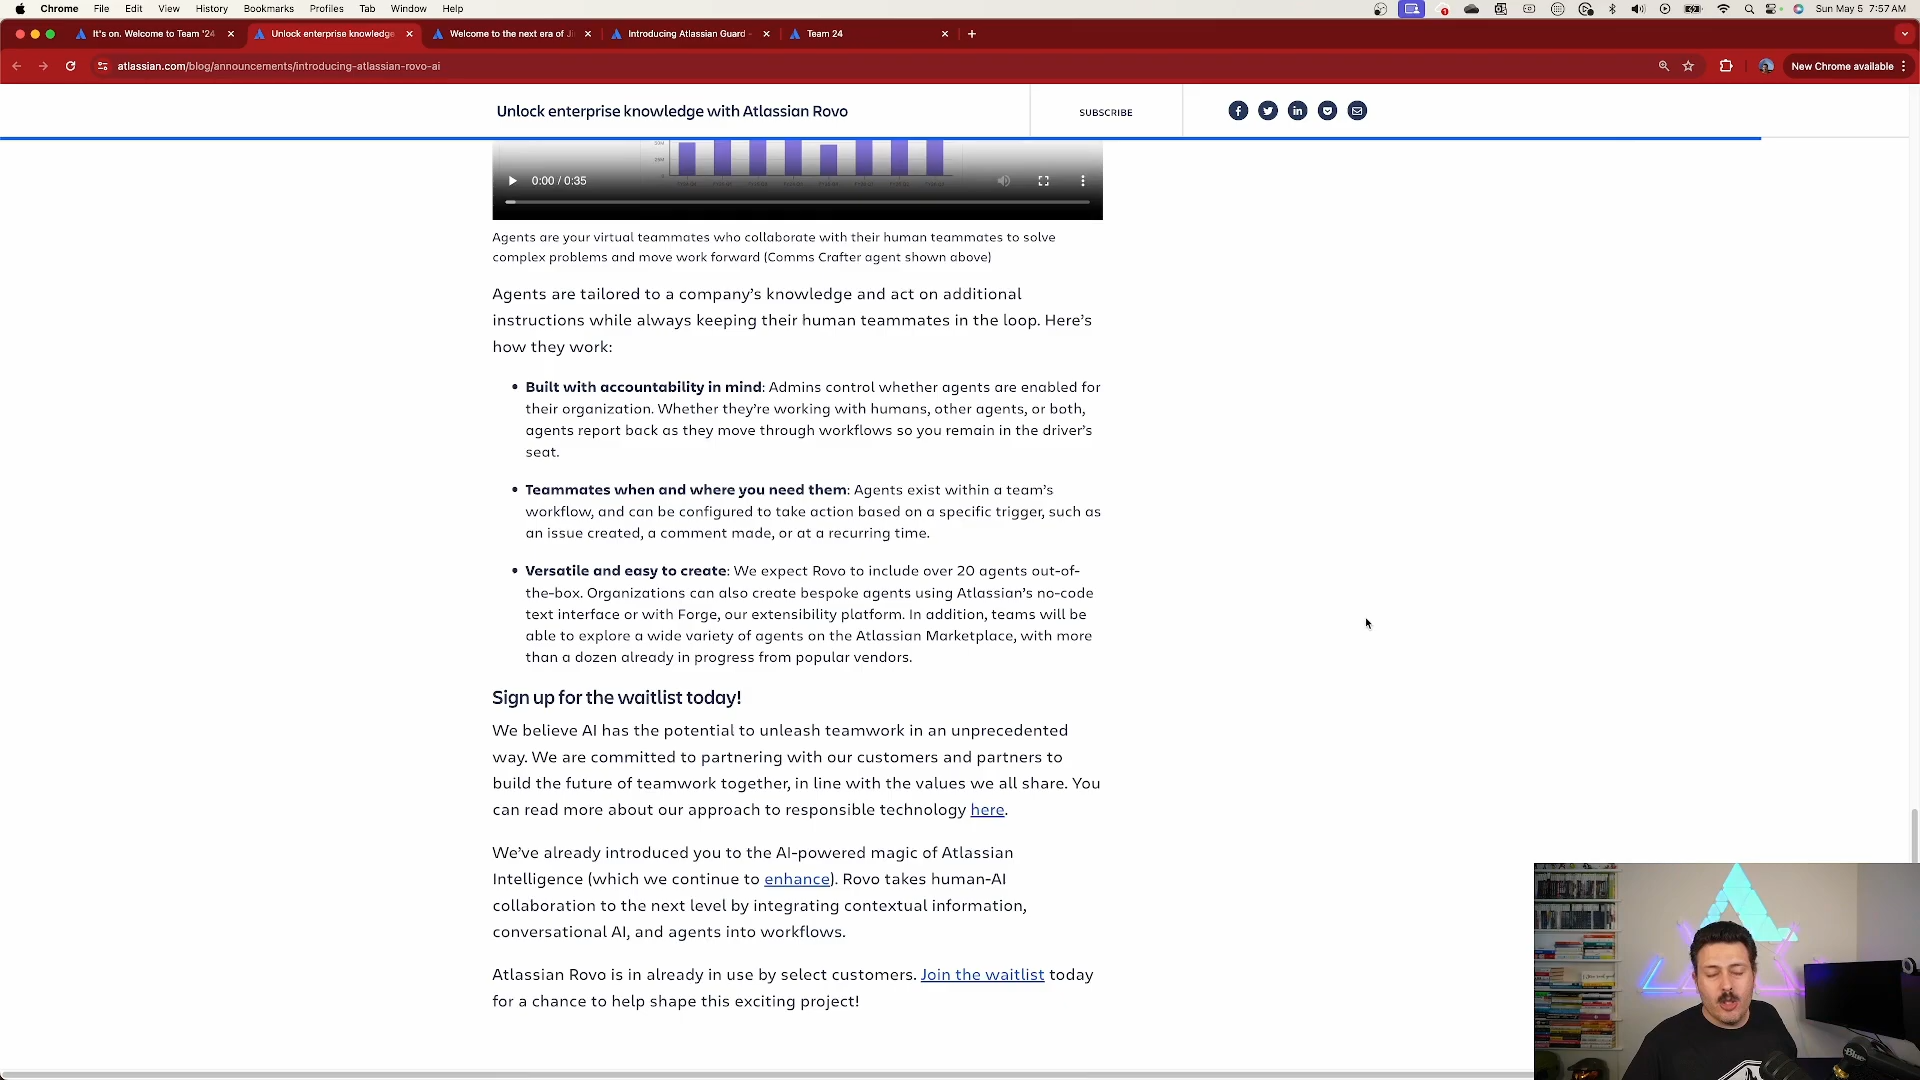 Chrome File Edit View History Bookmarks Profiles Tab Window Help Sun May 5 7:57 AM
It's on. Welcome to Team '24 Unlock enterprise knowledge Welcome to the next era of Ji Introducing Atlassian Guard - Team 24
atlassian.com/blog/announcements/introducing-atlassian-rovo-ai New Chrome available
Unlock enterprise knowledge with Atlassian Rovo SUBSCRIBE
0:00 / 0:35
Agents are your virtual teammates who collaborate with their human teammates to solve
complex problems and move work forward (Comms Crafter agent shown above)
Agents are tailored to a company's knowledge and act on additional
instructions while always keeping their human teammates in the loop. Here's
how they work:
• Built with accountability in mind: Admins control whether agents are enabled for
their organization. Whether they're working with humans, other agents, or both,
agents report back as they move through workflows so you remain in the driver's
seat.
• Teammates when and where you need them: Agents exist within a team's
workflow, and can be configured to take action based on a specific trigger, such as
an issue created, a comment made, or at a recurring time.
• Versatile and easy to create: We expect Rovo to include over 20 agents out-of-
the-box. Organizations can also create bespoke agents using Atlassian's no-code
text interface or with Forge, our extensibility platform. In addition, teams will be
able to explore a wide variety of agents on the Atlassian Marketplace, with more
than a dozen already in progress from popular vendors.
Sign up for the waitlist today!
We believe AI has the potential to unleash teamwork in an unprecedented
way. We are committed to partnering with our customers and partners to
build the future of teamwork together, in line with the values we all share. You
can read more about our approach to responsible technology here.
We've already introduced you to the AI-powered magic of Atlassian
Intelligence (which we continue to enhance). Rovo takes human-AI
collaboration to the next level by integrating contextual information,
conversational AI, and agents into workflows.
Atlassian Rovo is in already in use by select customers. Join the waitlist today
for a chance to help shape this exciting project!
Blue